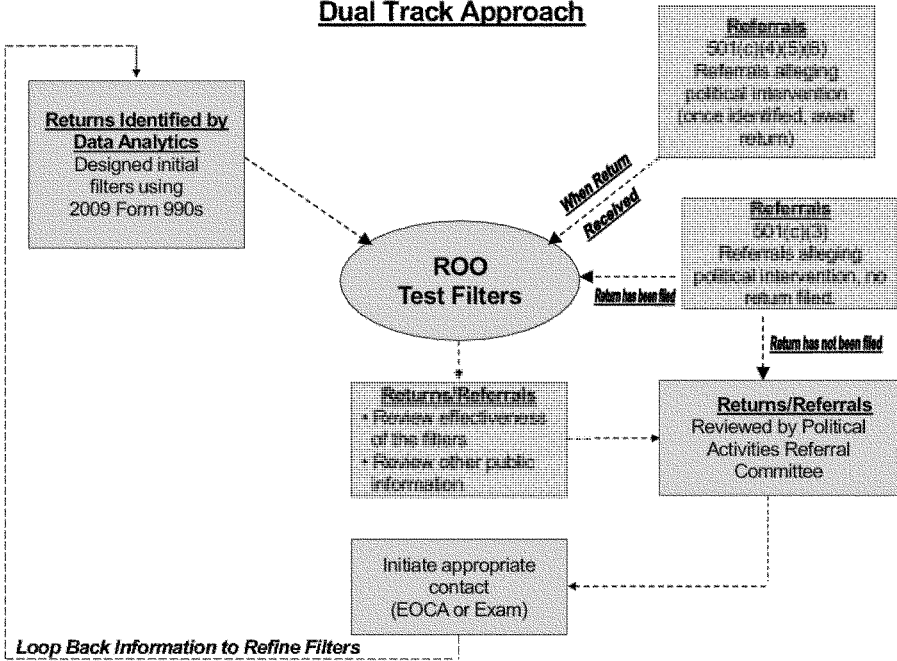 Dual Track Approach
Returns Identified by
Data Analytics
Designed initial
filters using
2009 Form 990s
Referrals
501(c)(4)(5)(6)
Referrals alleging
political intervention
(once identified, await
return)
When Return
Received
ROO
Test Filters
Referrals
501(c)(3)
Referrals alleging
political intervention, no
return filed.
Return has been filed
Return has not been filed
Returns/Referrals
• Review effectiveness
of the filters
• Review other public
information
Returns/Referrals
Reviewed by Political
Activities Referral
Committee
Initiate appropriate
contact
(EOCA or Exam)
Loop Back Information to Refine Filters